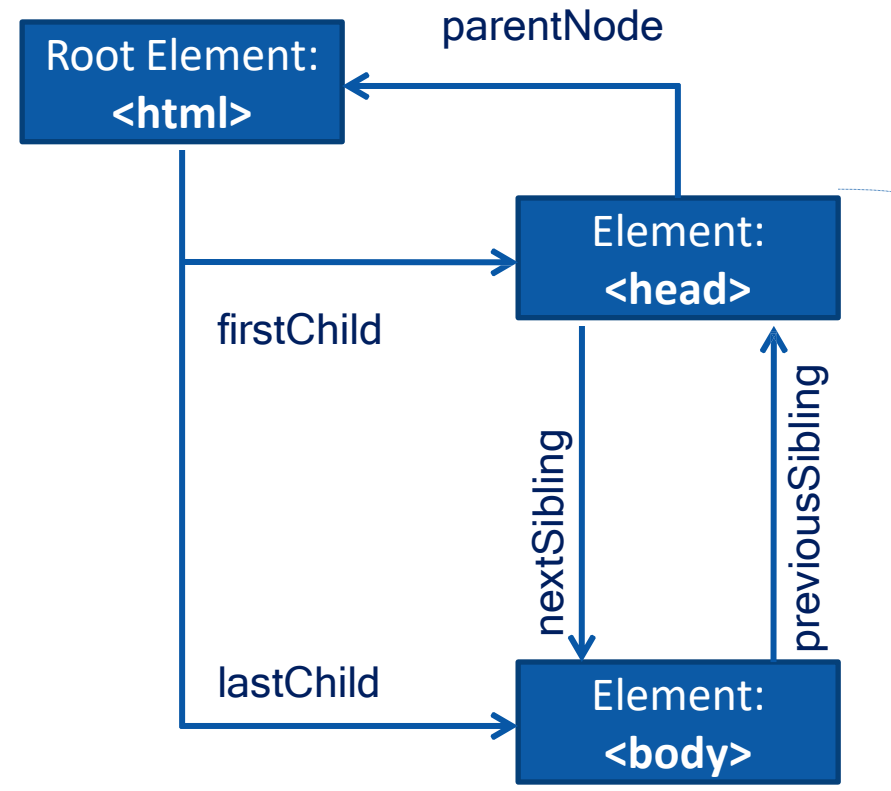 parentNode
Root Element:
<html>
Element:
<head>
firstChild
nextSibling
previousSibling
lastChild
Element:
<body>